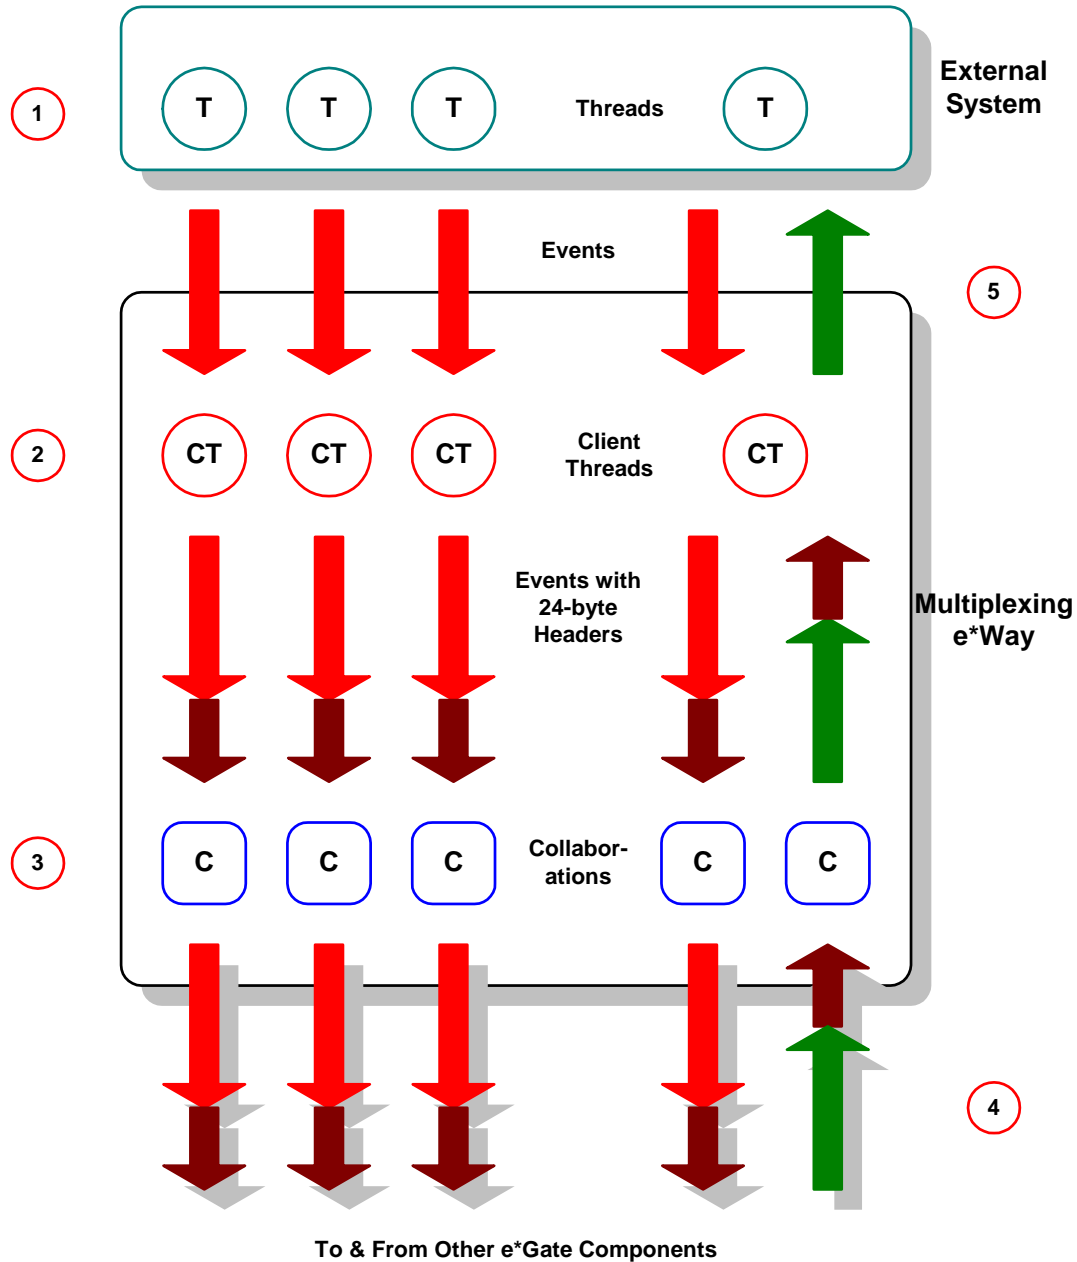 External
System
1
T T T Threads T
Events
5
2
CT CT CT Client
Threads CT
Events with
24-byte
Headers
Multiplexing
e*Way
3
C C C Collabor-
ations C C
4
To & From Other e*Gate Components